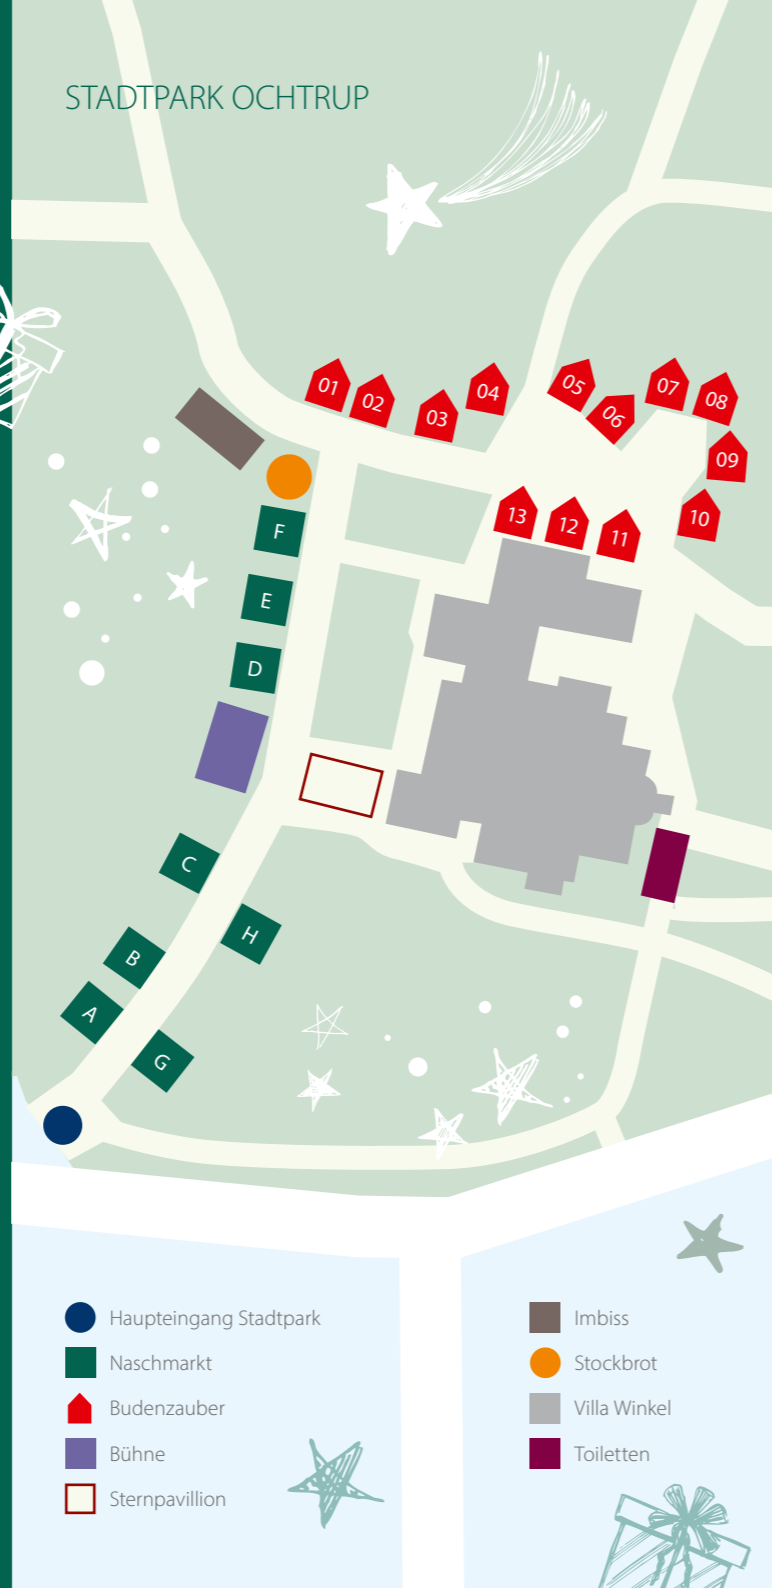 STADTPARK OCHTRUP
01
02
03
04
05
06
07
08
09
10
11
12
13
F
E
D
C
H
B
A
G
Haupteingang Stadtpark
Naschmarkt
Budenzauber
Bühne
Sternpavillion
Imbiss
Stockbrot
Villa Winkel
Toiletten